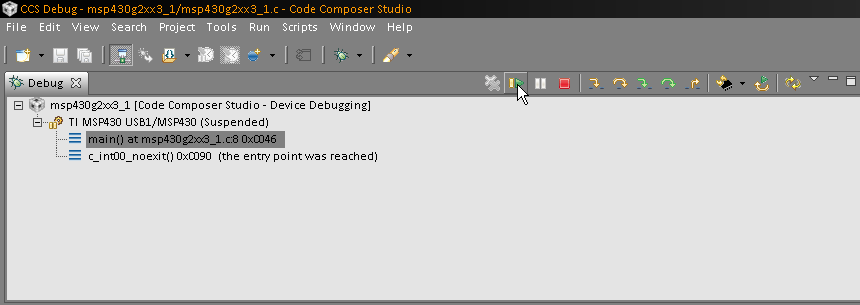 CCS Debug - msp430g2xx3_1/msp430g2xx3_1.c - Code Composer Studio
File Edit View Search Project Tools Run Scripts Window Help
Debug
msp430g2xx3_1 [Code Composer Studio - Device Debugging]
TI MSP430 USB1/MSP430 (Suspended)
main() at msp430g2xx3_1.c:8 0xC046
c_int00_noexit() 0xC090 (the entry point was reached)